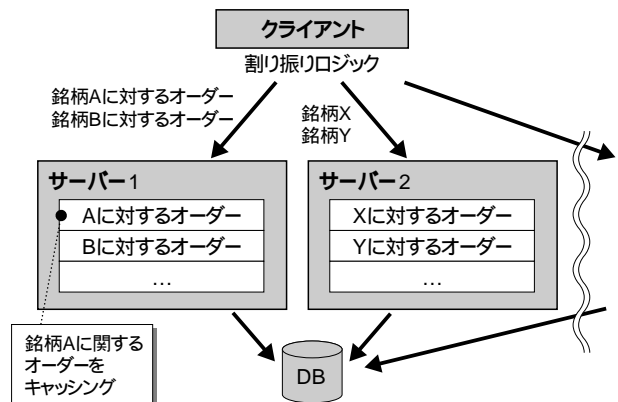 クライアント
割り振りロジック
銘柄Aに対するオーダー
銘柄Bに対するオーダー
銘柄X
銘柄Y
サーバー1
Aに対するオーダー
Bに対するオーダー
…
サーバー2
Xに対するオーダー
Yに対するオーダー
…
銘柄Aに関する
オーダーを
キャッシング
DB